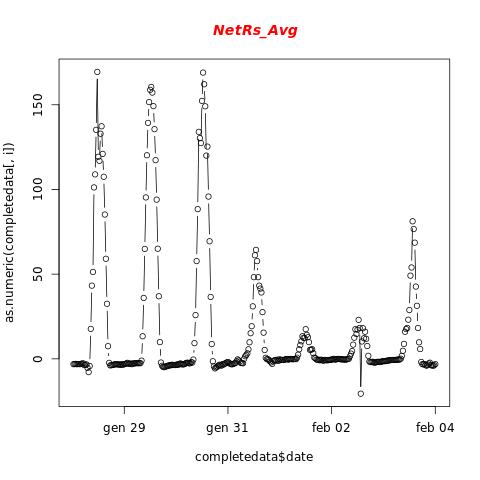 NetRs_Avg
as.numeric(completedata[, i])
150
100
50
0
gen 29 gen 31 feb 02 feb 04
completedata$date